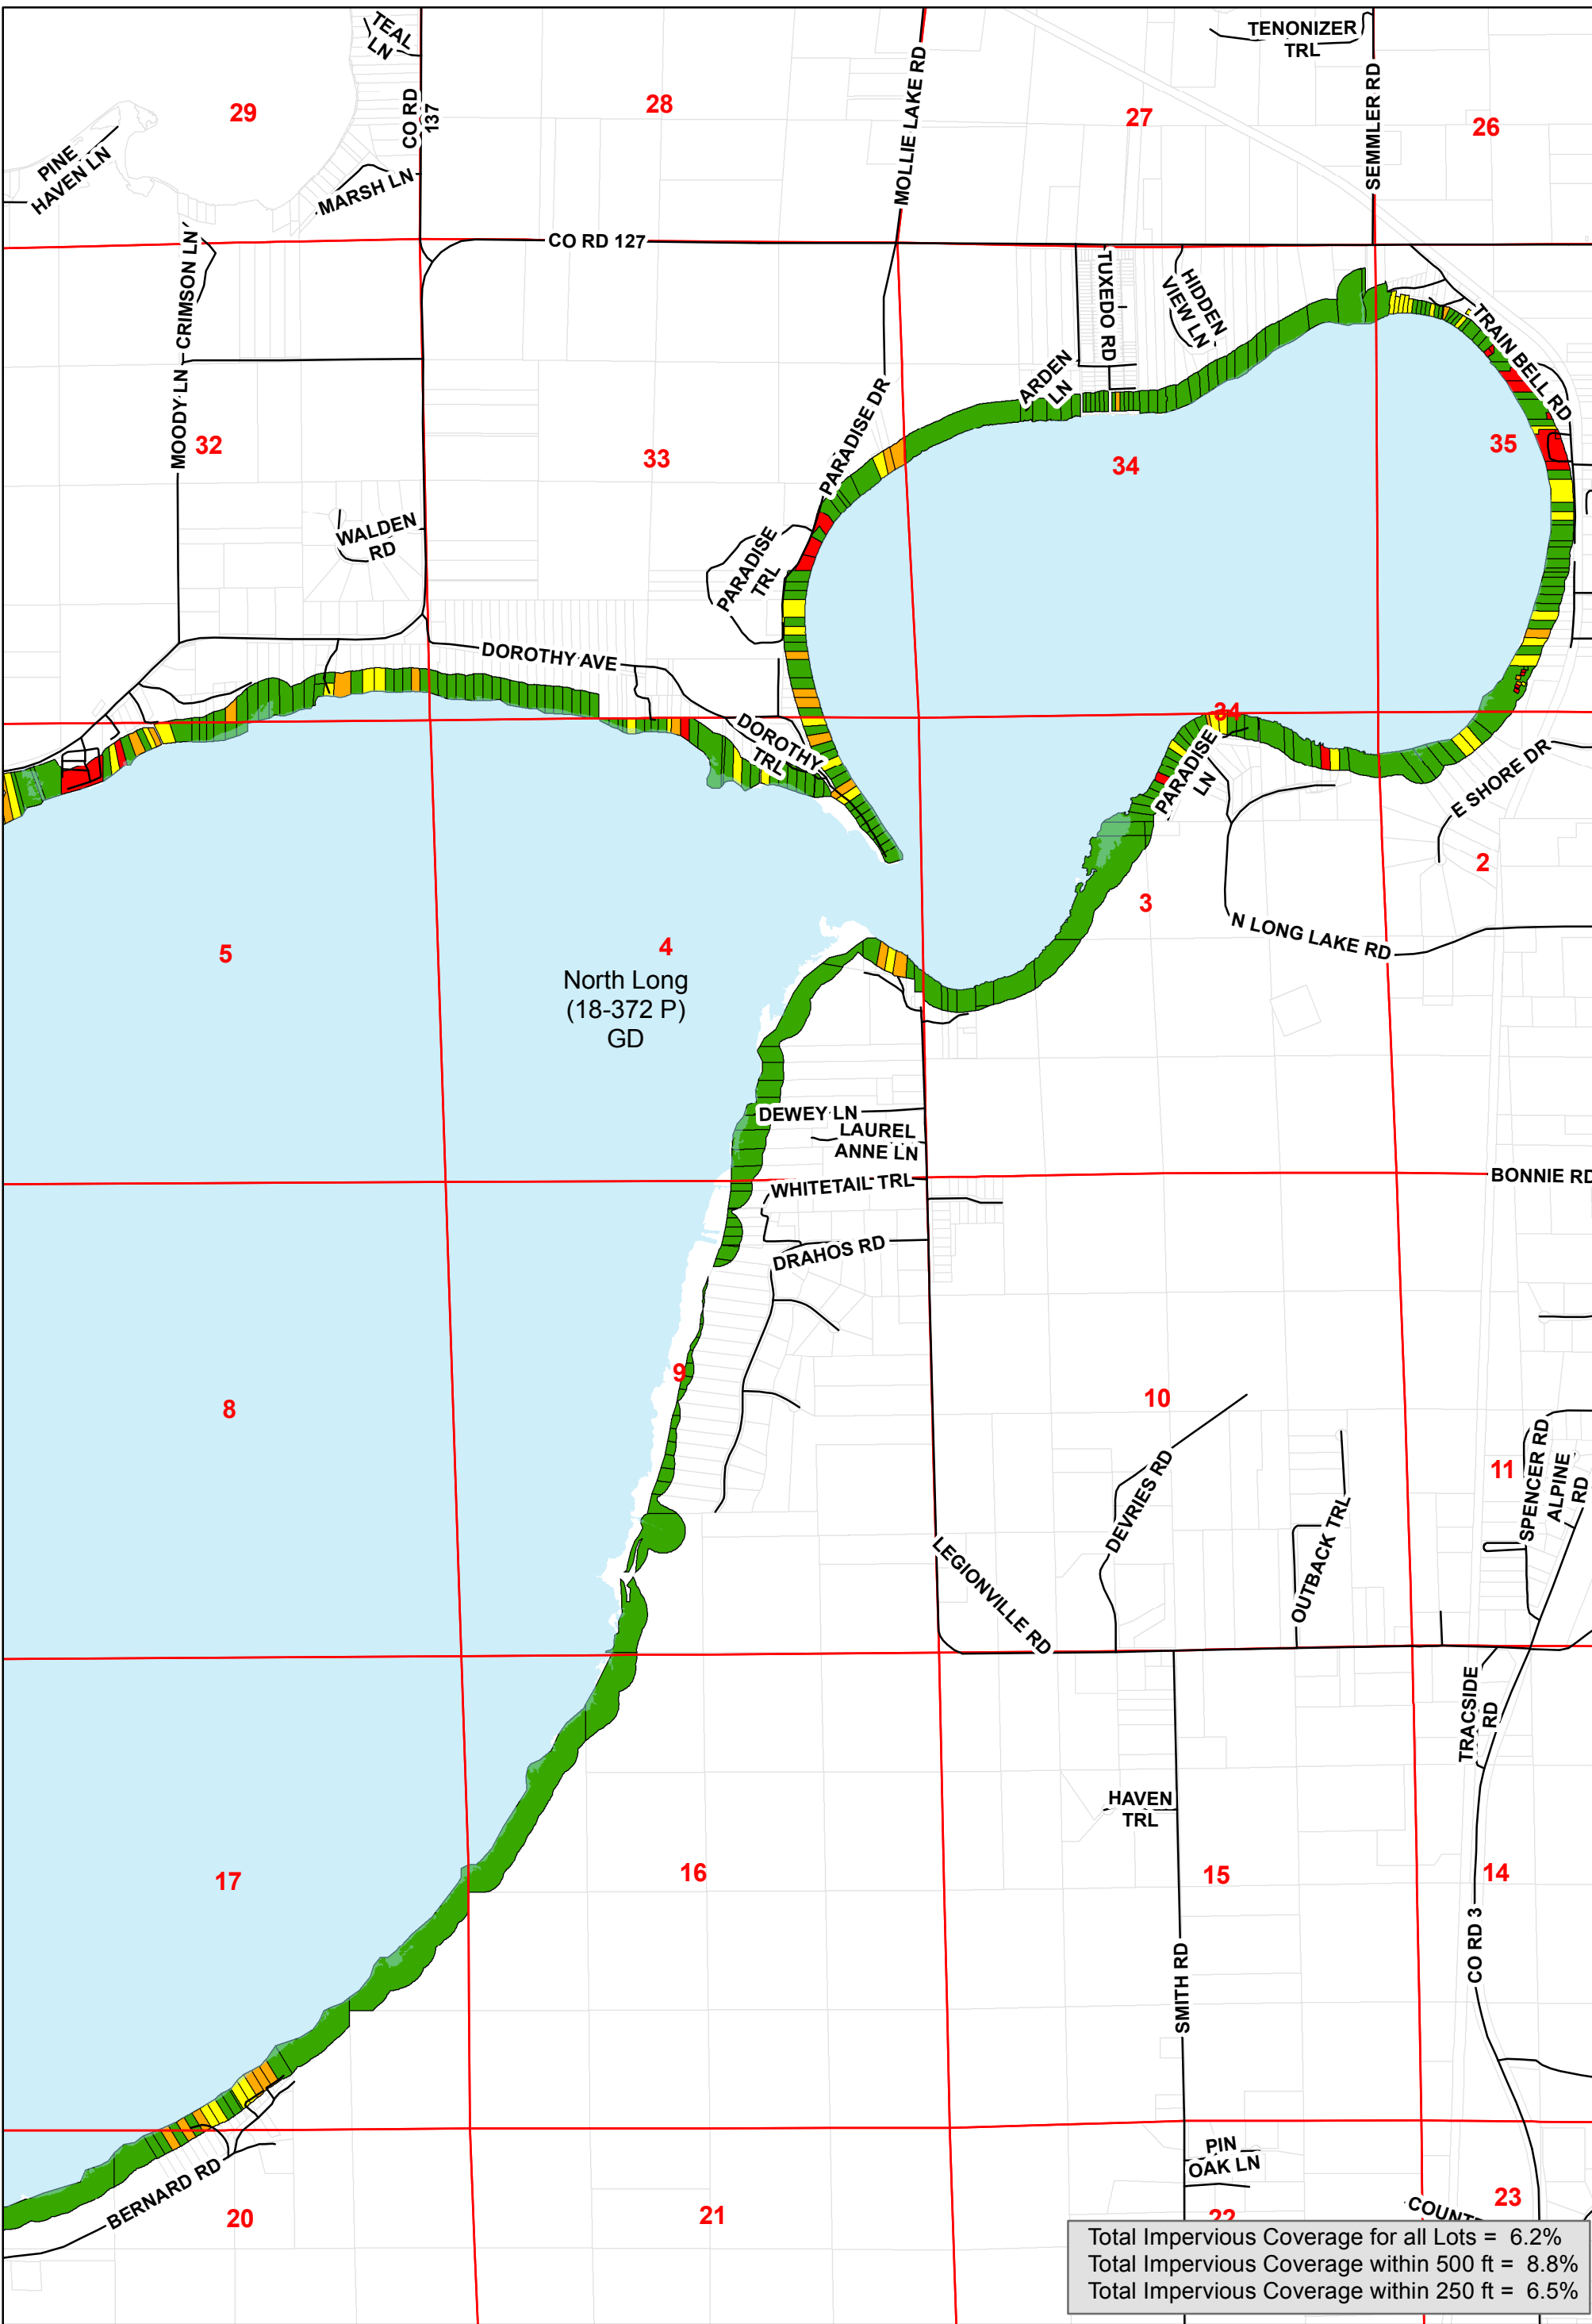 TEAL
LN
TENONIZER
TRL
29
CO RD
137
28
MOLLIE LAKE RD
27
SEMMLER RD
26
PINE
HAVEN LN
MARSH LN
CO RD 127
CRIMSON LN
MOODY LN
TUXEDO RD
HIDDEN
VIEW LN
TRAIN BELL RD
ARDEN
LN
PARADISE DR
32
33
34
35
WALDEN
RD
PARADISE
TRL
DOROTHY AVE
DOROTHY
TRL
34
PARADISE
LN
E SHORE DR
2
3
N LONG LAKE RD
5
4
North Long
(18-372 P)
GD
DEWEY LN
LAUREL
ANNE LN
WHITETAIL TRL
BONNIE RD
DRAHOS RD
9
8
10
11
SPENCER RD
ALPINE
RD
DEVRIES RD
OUTBACK TRL
LEGIONVILLE RD
TRACSIDE
RD
HAVEN
TRL
17
16
15
14
CO RD 3
SMITH RD
PIN
OAK LN
BERNARD RD
20
21
22
23
Total Impervious Coverage for all Lots = 6.2%
Total Impervious Coverage within 500 ft = 8.8%
Total Impervious Coverage within 250 ft = 6.5%